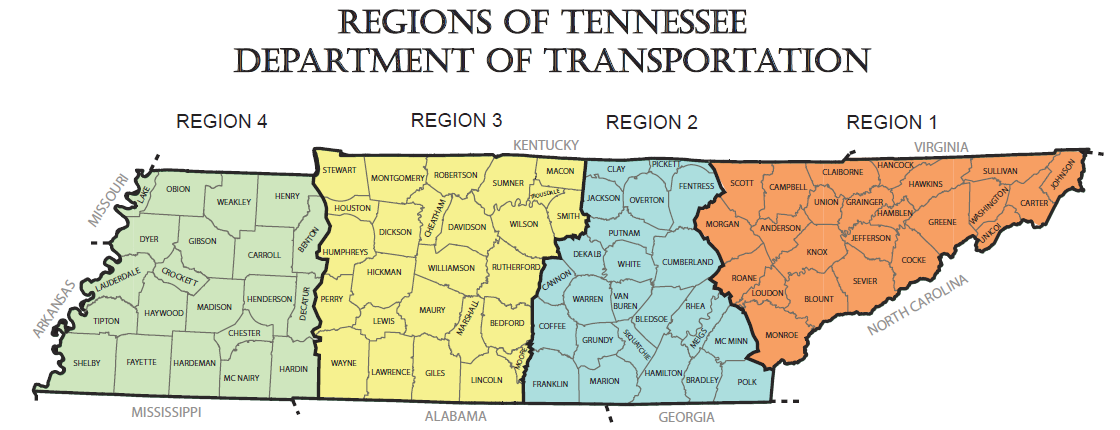 REGIONS OF TENNESSEE
DEPARTMENT OF TRANSPORTATION
REGION 4
REGION 3
REGION 2
REGION 1
KENTUCKY
VIRGINIA
MISSOURI
ARKANSAS
MISSISSIPPI
ALABAMA
GEORGIA
NORTH CAROLINA
LAKE
OBION
WEAKLEY
HENRY
BENTON
DYER
GIBSON
CARROLL
LAUDERDALE
CROCKETT
HAYWOOD
MADISON
HENDERSON
DECATUR
TIPTON
CHESTER
SHELBY
FAYETTE
HARDEMAN
MC NAIRY
HARDIN
STEWART
MONTGOMERY
ROBERTSON
SUMNER
MACON
TROUSDALE
HOUSTON
DICKSON
CHEATHAM
DAVIDSON
WILSON
SMITH
HUMPHREYS
HICKMAN
WILLIAMSON
RUTHERFORD
PERRY
LEWIS
MAURY
MARSHALL
BEDFORD
WAYNE
LAWRENCE
GILES
LINCOLN
MOORE
CLAY
PICKETT
FENTRESS
JACKSON
OVERTON
PUTNAM
DEKALB
WHITE
CUMBERLAND
CANNON
WARREN
VAN
BUREN
BLEDSOE
RHEA
COFFEE
GRUNDY
SEQUATCHIE
MEIGS
MC MINN
FRANKLIN
MARION
HAMILTON
BRADLEY
POLK
SCOTT
CAMPBELL
CLAIBORNE
HANCOCK
HAWKINS
SULLIVAN
JOHNSON
UNION
GRAINGER
HAMBLEN
GREENE
WASHINGTON
CARTER
UNICOI
MORGAN
ANDERSON
KNOX
JEFFERSON
COCKE
ROANE
LOUDON
BLOUNT
SEVIER
MONROE